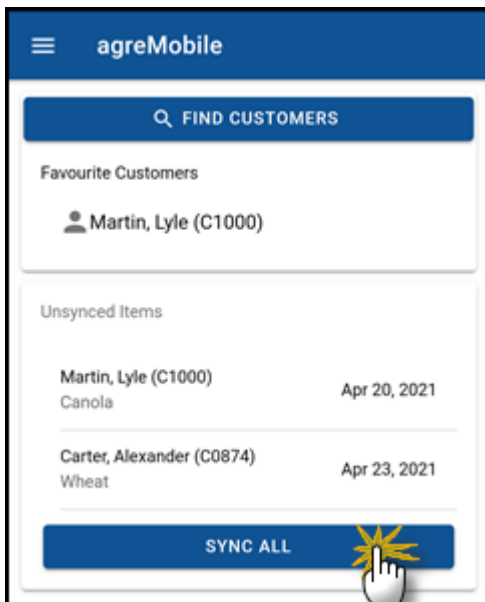 agreMobile
FIND CUSTOMERS
Favourite Customers
Martin, Lyle (C1000)
Unsynced Items
Martin, Lyle (C1000)
Canola
Apr 20, 2021
Carter, Alexander (C0874)
Wheat
Apr 23, 2021
SYNC ALL